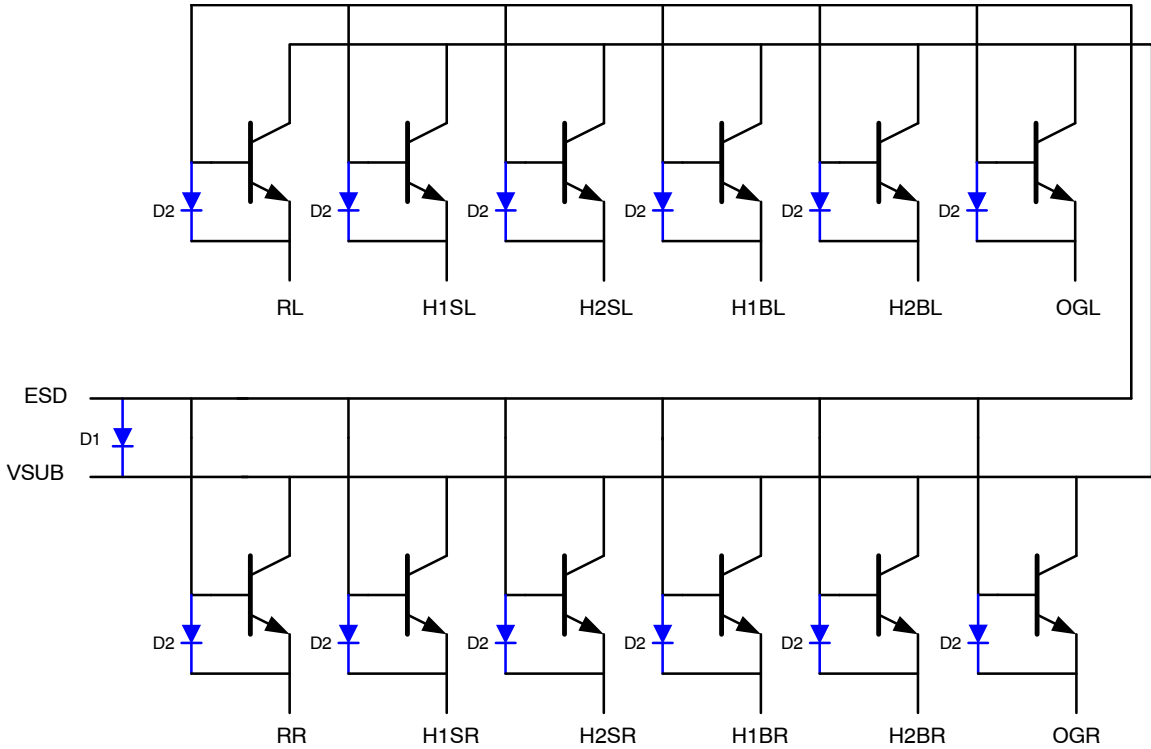 D2 D2 D2 D2 D2 D2
RL H1SL H2SL H1BL H2BL OGL
ESD
D1
VSUB
D2 D2 D2 D2 D2 D2
RR H1SR H2SR H1BR H2BR OGR